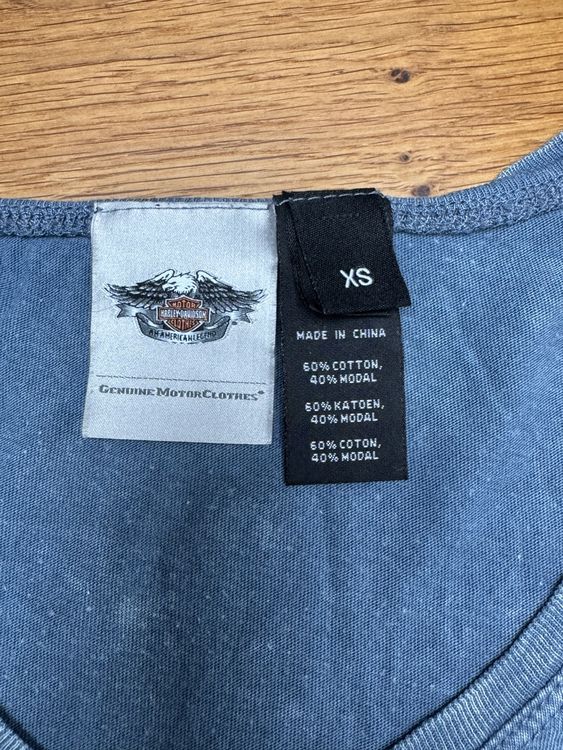 MOTOR
HARLEY-DAVIDSON
CLOTHES
AN AMERICAN LEGEND
GENUINE MOTORCLOTHES®
XS
MADE IN CHINA
60% COTTON,
40% MODAL
60% KATOEN,
40% MODAL
60% COTON,
40% MODAL